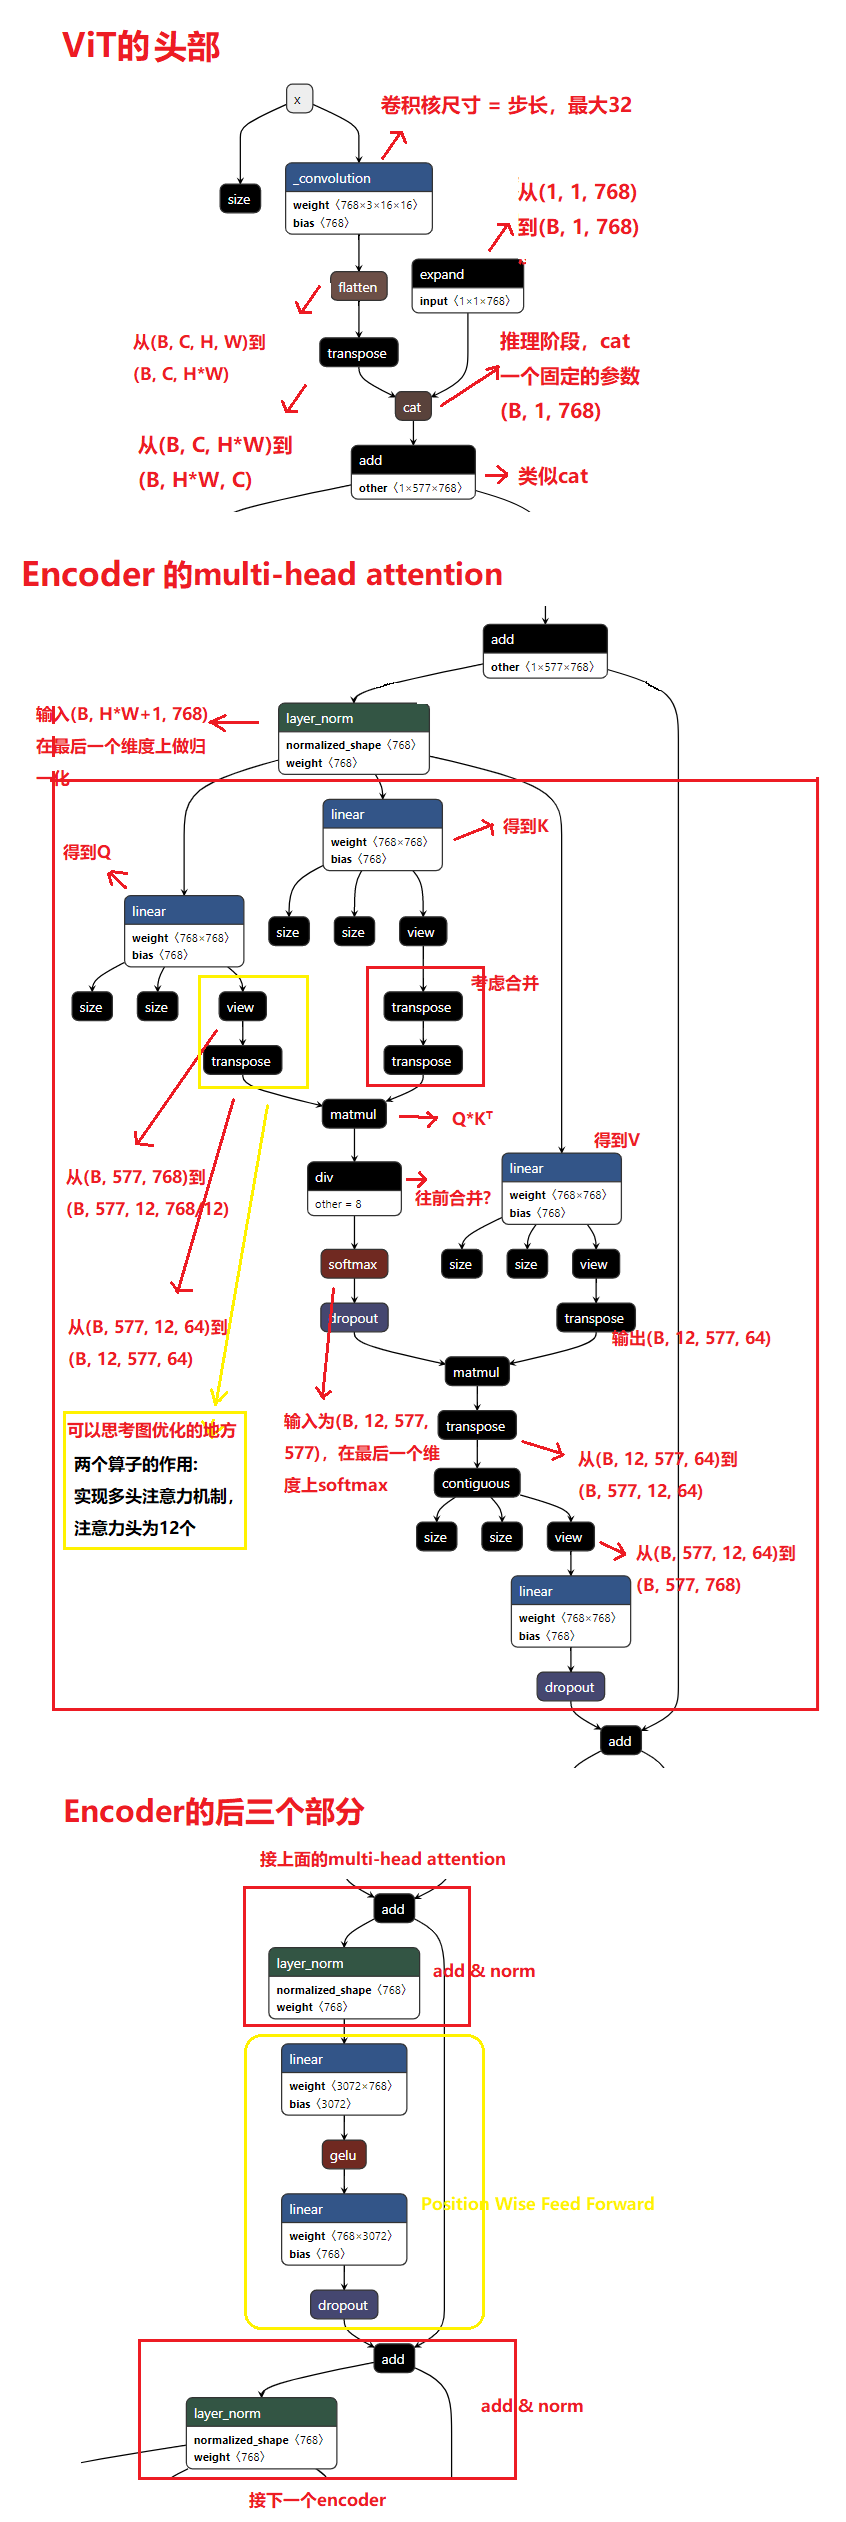 ViT的头部
x
卷积核尺寸 = 步长，最大32
_convolution
size
weight〈768×3×16×16〉
bias〈768〉
从(1, 1, 768)
到(B, 1, 768)
expand
input〈1×1×768〉
flatten
从(B, C, H, W)到
(B, C, H*W)
transpose
推理阶段，cat
一个固定的参数
(B, 1, 768)
cat
从(B, C, H*W)到
(B, H*W, C)
add
other〈1×577×768〉
类似cat
Encoder 的multi-head attention
add
other〈1×577×768〉
输入(B, H*W+1, 768)
在最后一个维度上做归
一化
layer_norm
normalized_shape〈768〉
weight〈768〉
linear
weight〈768×768〉
bias〈768〉
得到K
得到Q
linear
weight〈768×768〉
bias〈768〉
size
size
view
考虑合并
size
size
view
transpose
transpose
transpose
matmul
Q*Kᵀ
得到V
div
other = 8
往前合并?
linear
weight〈768×768〉
bias〈768〉
从(B, 577, 768)到
(B, 577, 12, 768/12)
softmax
size
size
view
dropout
transpose
从(B, 577, 12, 64)到
(B, 12, 577, 64)
输出(B, 12, 577, 64)
matmul
可以思考图优化的地方
两个算子的作用:
实现多头注意力机制，
注意力头为12个
输入为(B, 12, 577,
577)，在最后一个维
度上softmax
transpose
从(B, 12, 577, 64)到
(B, 577, 12, 64)
contiguous
size
size
view
从(B, 577, 12, 64)到
(B, 577, 768)
linear
weight〈768×768〉
bias〈768〉
dropout
add
Encoder的后三个部分
接上面的multi-head attention
add
layer_norm
normalized_shape〈768〉
weight〈768〉
add & norm
linear
weight〈3072×768〉
bias〈3072〉
gelu
linear
weight〈768×3072〉
bias〈768〉
Position Wise Feed Forward
dropout
add
layer_norm
normalized_shape〈768〉
weight〈768〉
add & norm
接下一个encoder